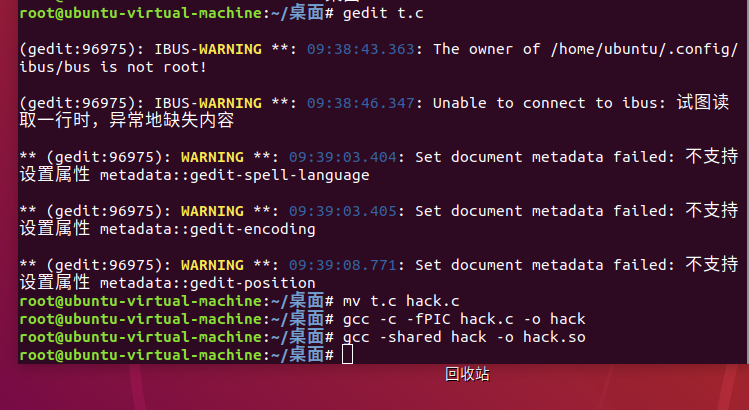 root@ubuntu-virtual-machine:~/桌面# gedit t.c
(gedit:96975): IBUS-WARNING **: 09:38:43.363: The owner of /home/ubuntu/.config/
ibus/bus is not root!
(gedit:96975): IBUS-WARNING **: 09:38:46.347: Unable to connect to ibus: 试图读
取一行时，异常地缺失内容
** (gedit:96975): WARNING **: 09:39:03.404: Set document metadata failed: 不支持
设置属性 metadata::gedit-spell-language
** (gedit:96975): WARNING **: 09:39:03.405: Set document metadata failed: 不支持
设置属性 metadata::gedit-encoding
** (gedit:96975): WARNING **: 09:39:08.771: Set document metadata failed: 不支持
设置属性 metadata::gedit-position
root@ubuntu-virtual-machine:~/桌面# mv t.c hack.c
root@ubuntu-virtual-machine:~/桌面# gcc -c -fPIC hack.c -o hack
root@ubuntu-virtual-machine:~/桌面# gcc -shared hack -o hack.so
root@ubuntu-virtual-machine:~/桌面#
回收站